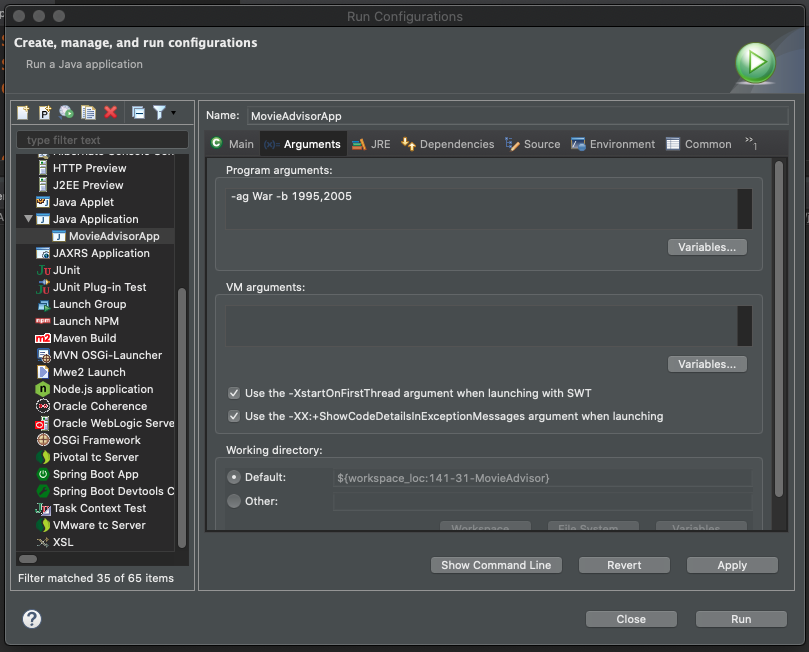 Run Configurations
Create, manage, and run configurations
Run a Java application
type filter text
HTTP Preview
J2EE Preview
Java Applet
Java Application
MovieAdvisorApp
JAXRS Application
JUnit
JUnit Plug-in Test
Launch Group
Launch NPM
Maven Build
MVN OSGi-Launcher
Mwe2 Launch
Node.js application
Oracle Coherence
Oracle WebLogic Serve
OSGi Framework
Pivotal tc Server
Spring Boot App
Spring Boot Devtools C
Task Context Test
VMware tc Server
XSL
Filter matched 35 of 65 items
Name: MovieAdvisorApp
Main (x)= Arguments JRE Dependencies Source Environment Common »1
Program arguments:
-ag War -b 1995,2005
Variables...
VM arguments:
Variables...
Use the -XstartOnFirstThread argument when launching with SWT
Use the -XX:+ShowCodeDetailsInExceptionMessages argument when launching
Working directory:
Default: ${workspace_loc:141-31-MovieAdvisor}
Other:
Workspace... File System... Variables...
Show Command Line Revert Apply
Close Run